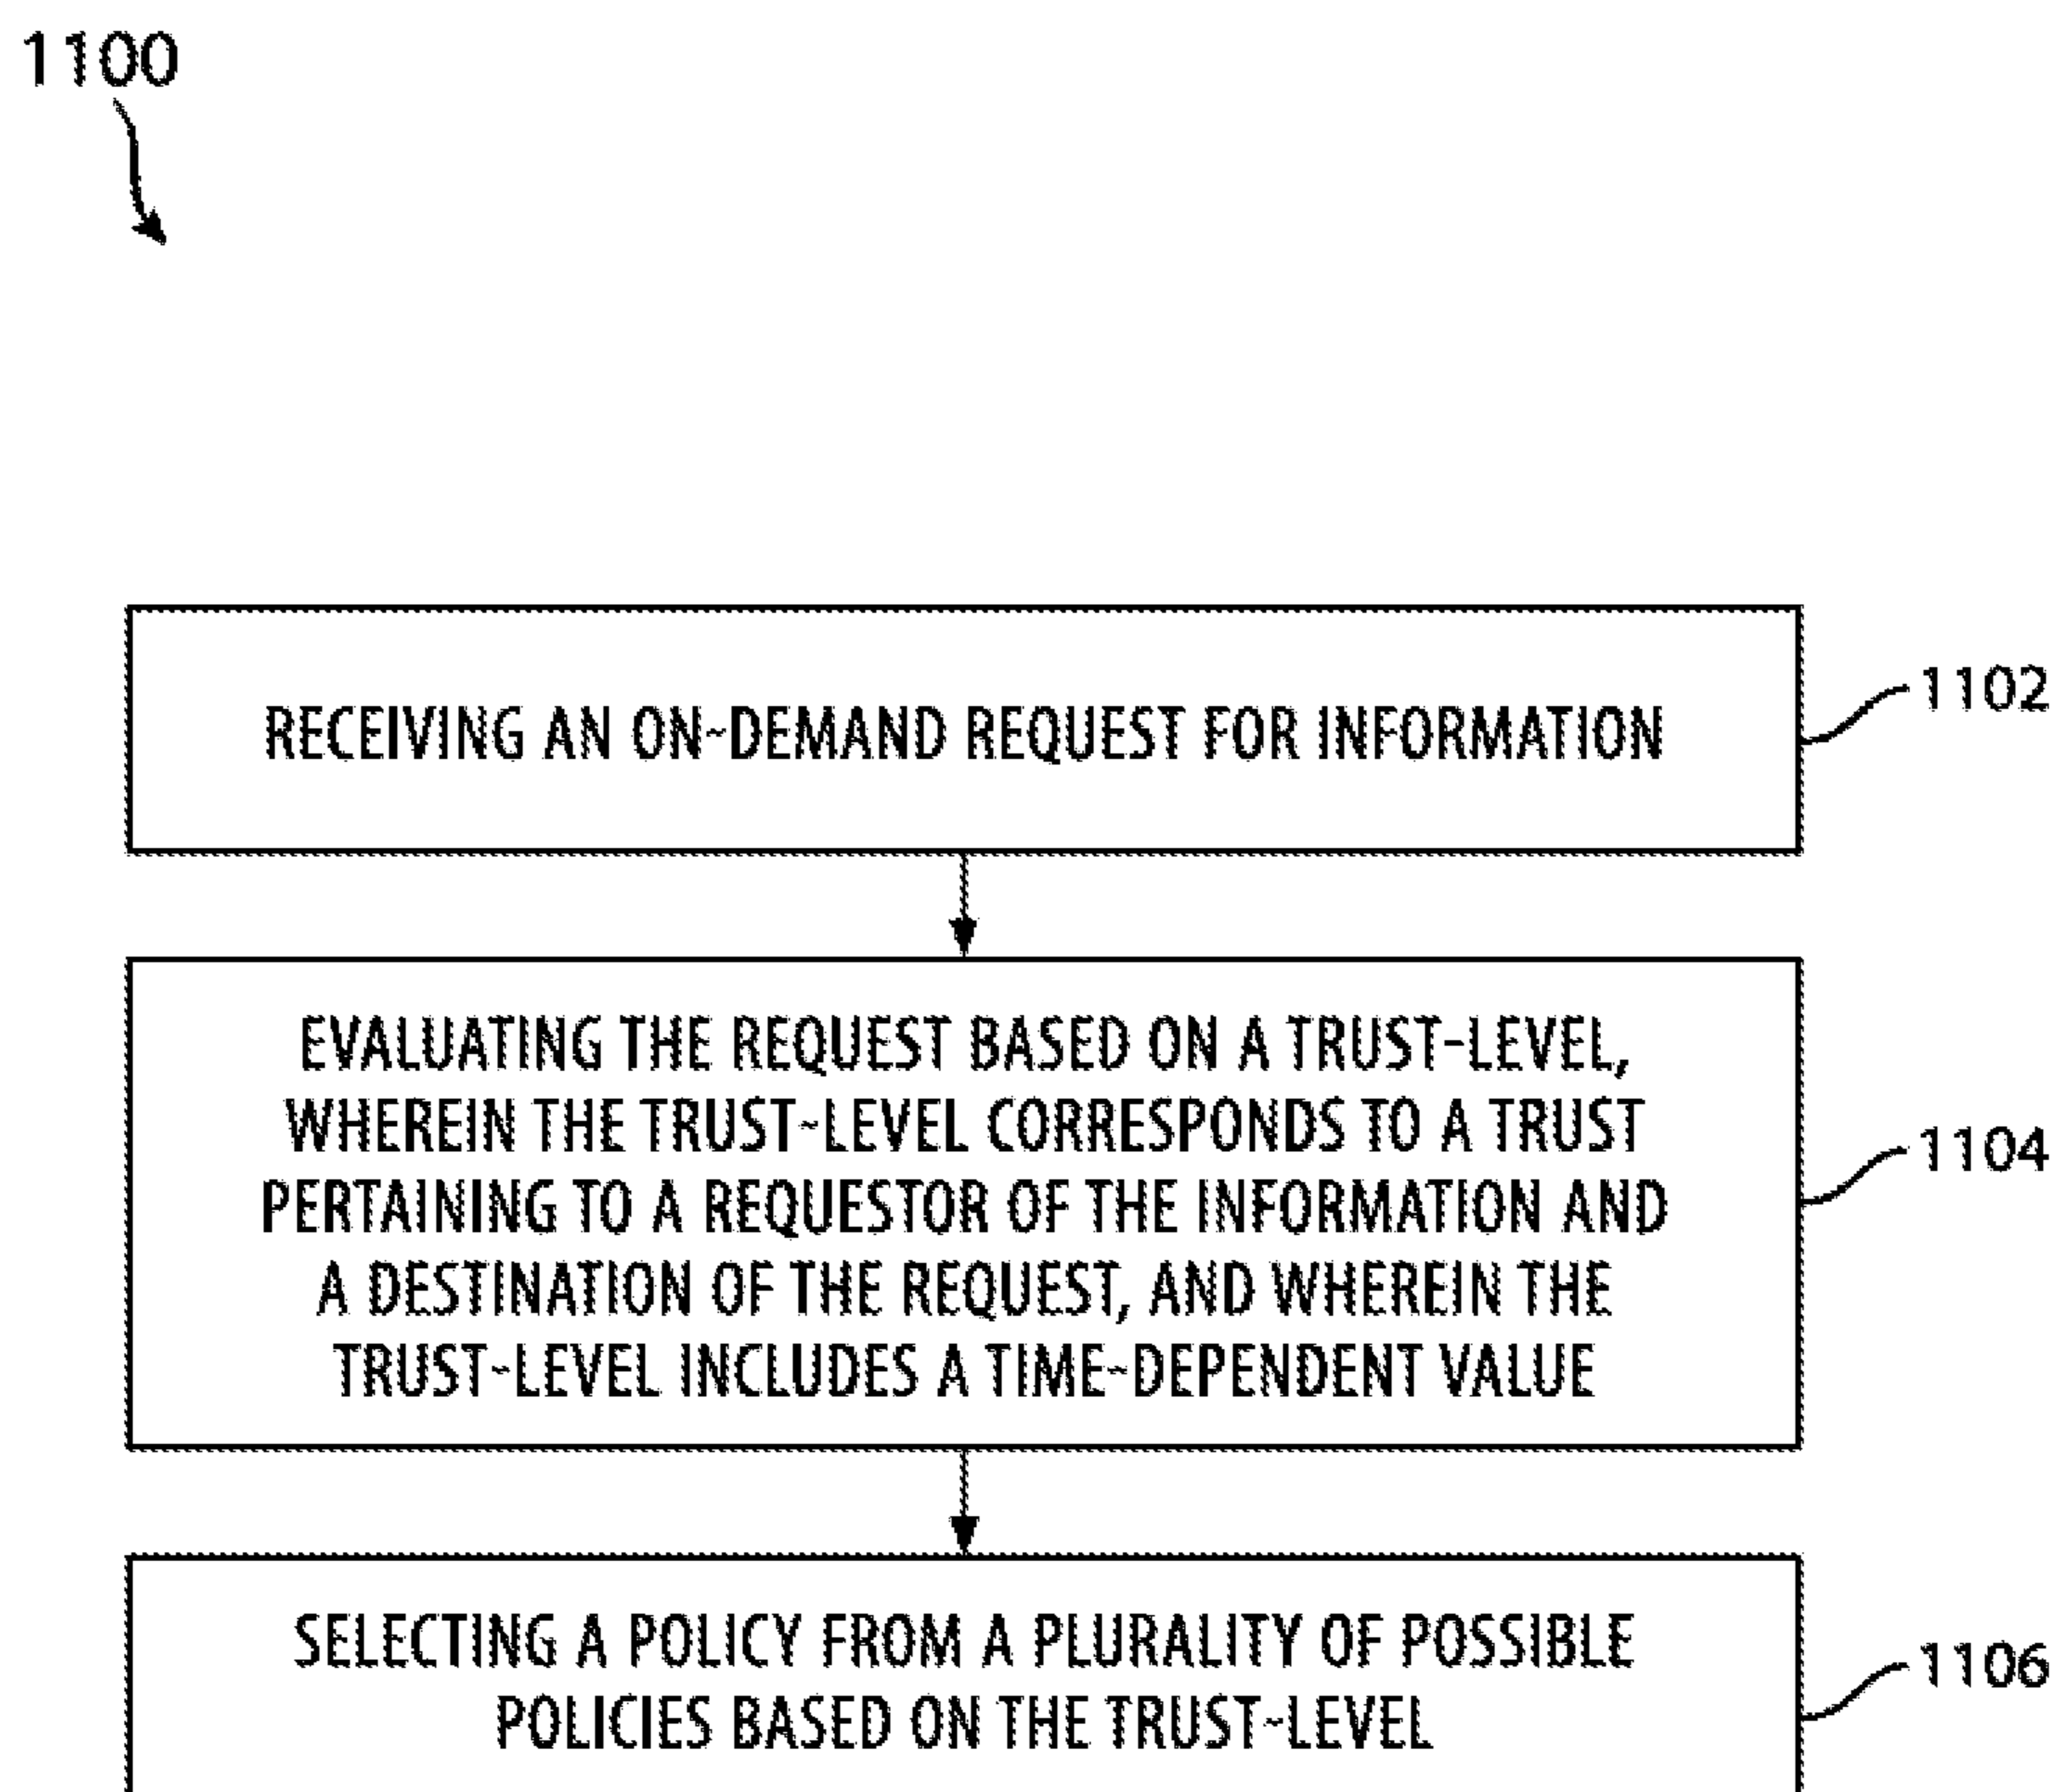 1100
RECEIVING AN ON-DEMAND REQUEST FOR INFORMATION
1102
EVALUATING THE REQUEST BASED ON A TRUST-LEVEL,
WHEREIN THE TRUST-LEVEL CORRESPONDS TO A TRUST
PERTAINING TO A REQUESTOR OF THE INFORMATION AND
A DESTINATION OF THE REQUEST, AND WHEREIN THE
TRUST-LEVEL INCLUDES A TIME-DEPENDENT VALUE
1104
SELECTING A POLICY FROM A PLURALITY OF POSSIBLE
POLICIES BASED ON THE TRUST-LEVEL
1106